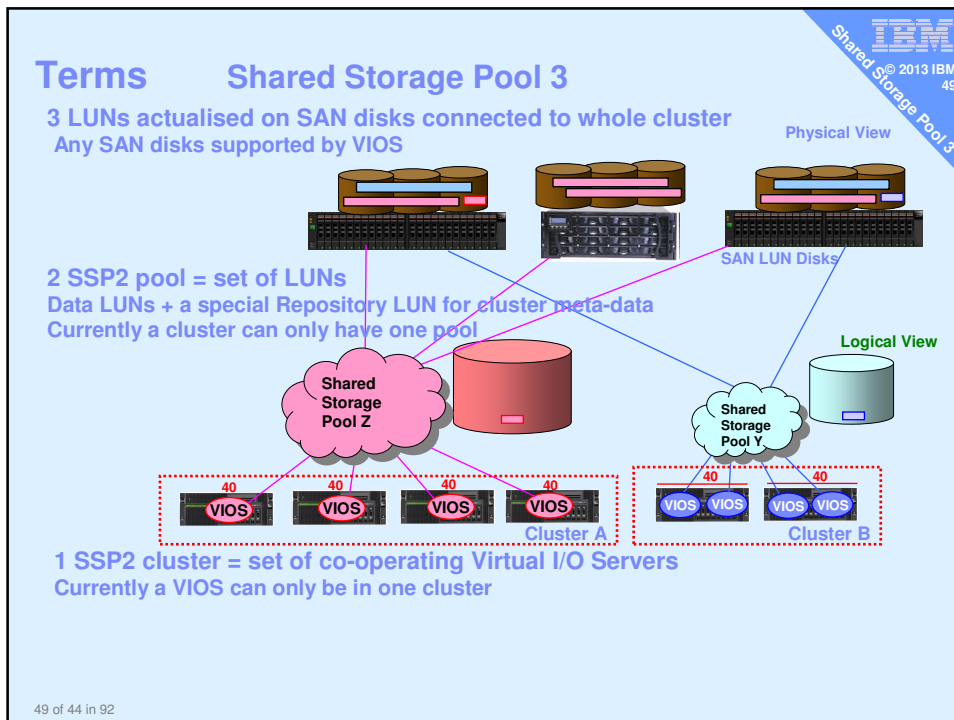 IBM
© 2013 IBM
49
Shared Storage Pool 3
Terms Shared Storage Pool 3
3 LUNs actualised on SAN disks connected to whole cluster
Any SAN disks supported by VIOS
Physical View
SAN LUN Disks
2 SSP2 pool = set of LUNs
Data LUNs + a special Repository LUN for cluster meta-data
Currently a cluster can only have one pool
Logical View
Shared
Storage
Pool Z
Shared
Storage
Pool Y
40 40 40 40
VIOS VIOS VIOS VIOS
Cluster A
40 40
VIOS VIOS VIOS VIOS
Cluster B
1 SSP2 cluster = set of co-operating Virtual I/O Servers
Currently a VIOS can only be in one cluster
49 of 44 in 92